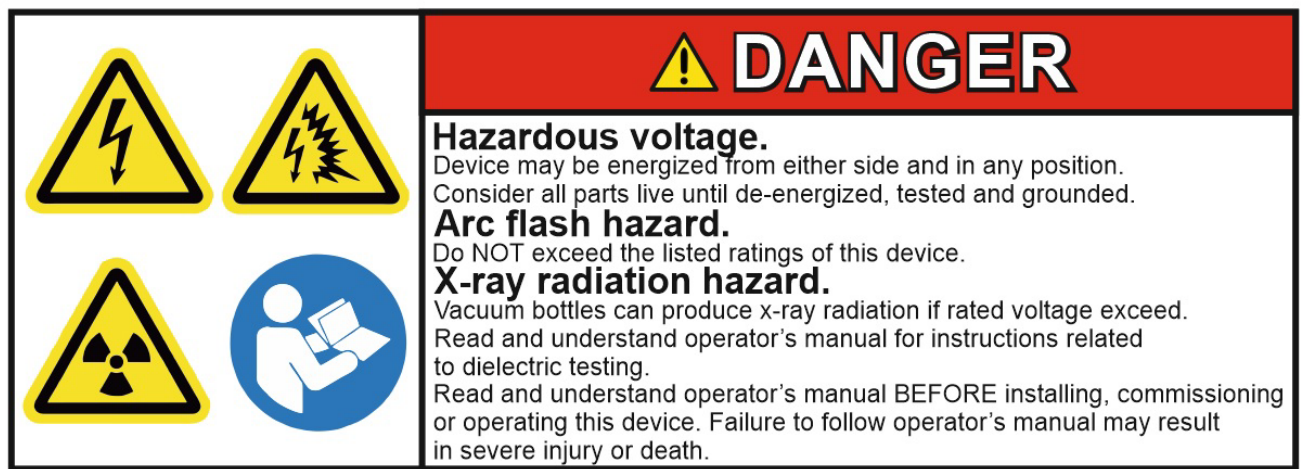 DANGER
Hazardous voltage.
Device may be energized from either side and in any position.
Consider all parts live until de-energized, tested and grounded.
Arc flash hazard.
Do NOT exceed the listed ratings of this device.
X-ray radiation hazard.
Vacuum bottles can produce x-ray radiation if rated voltage exceed.
Read and understand operator’s manual for instructions related
to dielectric testing.
Read and understand operator’s manual BEFORE installing, commissioning
or operating this device. Failure to follow operator’s manual may result
in severe injury or death.